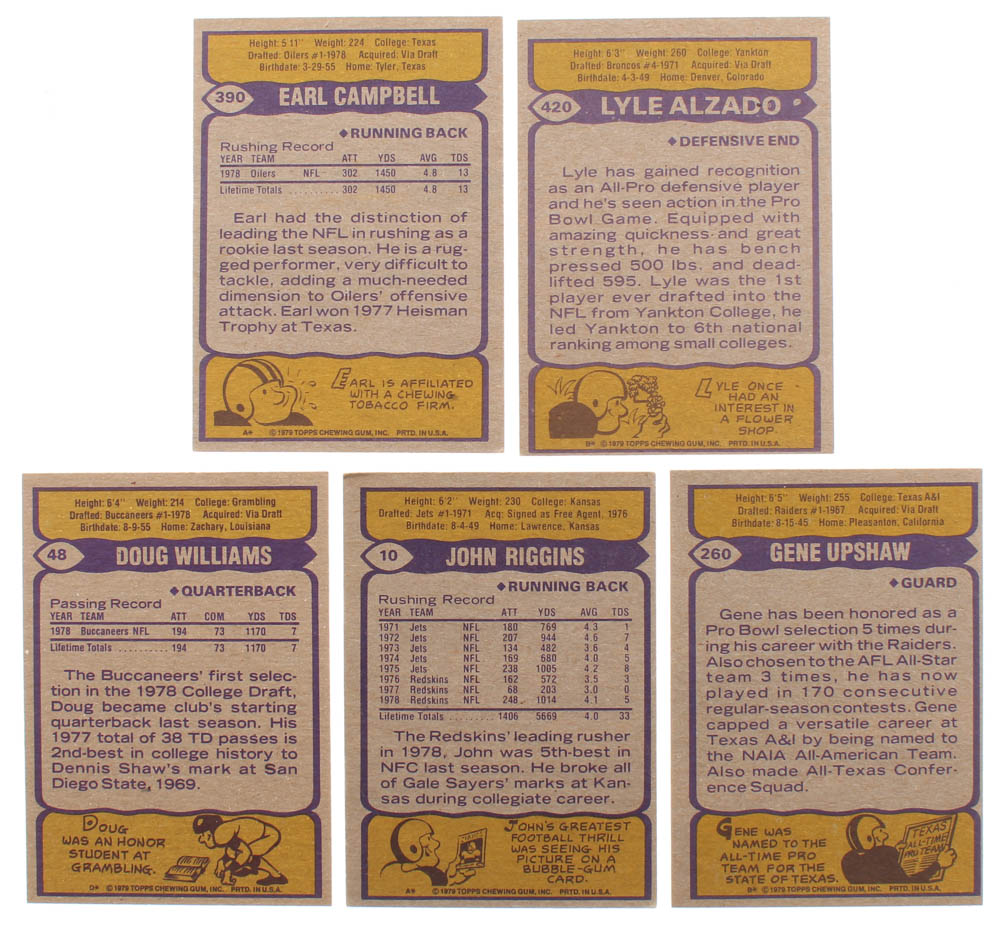 Height: 5'11" Weight: 224 College: Texas
Drafted: Oilers #1-1978 Acquired: Via Draft
Birthdate: 3-29-55 Home: Tyler, Texas
390 EARL CAMPBELL
◆RUNNING BACK
Rushing Record
YEAR TEAM ATT YDS AVG TDS
1978 Oilers NFL 302 1450 4.8 13
Lifetime Totals .......... 302 1450 4.8 13
Earl had the distinction of
leading the NFL in rushing as a
rookie last season. He is a rug-
ged performer, very difficult to
tackle, adding a much-needed
dimension to Oilers' offensive
attack. Earl won 1977 Heisman
Trophy at Texas.
EARL IS AFFILIATED
WITH A CHEWING
TOBACCO FIRM.
A* © 1979 TOPPS CHEWING GUM, INC. PRTD. IN U.S.A.
Height: 6'3" Weight: 260 College: Yankton
Drafted: Broncos #4-1971 Acquired: Via Draft
Birthdate: 4-3-49 Home: Denver, Colorado
420 LYLE ALZADO
◆DEFENSIVE END
Lyle has gained recognition
as an All-Pro defensive player
and he's seen action in the Pro
Bowl Game. Equipped with
amazing quickness and great
strength, he has bench
pressed 500 lbs. and dead-
lifted 595. Lyle was the 1st
player ever drafted into the
NFL from Yankton College, he
led Yankton to 6th national
ranking among small colleges.
LYLE ONCE
HAD AN
INTEREST IN
A FLOWER
SHOP.
B* © 1979 TOPPS CHEWING GUM, INC. PRTD. IN U.S.A.
Height: 6'4" Weight: 214 College: Grambling
Drafted: Buccaneers #1-1978 Acquired: Via Draft
Birthdate: 8-9-55 Home: Zachary, Louisiana
48 DOUG WILLIAMS
◆QUARTERBACK
Passing Record
YEAR TEAM ATT COM YDS TDS
1978 Buccaneers NFL 194 73 1170 7
Lifetime Totals .......... 194 73 1170 7
The Buccaneers' first selec-
tion in the 1978 College Draft,
Doug became club's starting
quarterback last season. His
1977 total of 38 TD passes is
2nd-best in college history to
Dennis Shaw's mark at San
Diego State, 1969.
DOUG
WAS AN HONOR
STUDENT AT
GRAMBLING.
D* © 1979 TOPPS CHEWING GUM, INC. PRTD. IN U.S.A.
Height: 6'2" Weight: 230 College: Kansas
Drafted: Jets #1-1971 Acq: Signed as Free Agent, 1976
Birthdate: 8-4-49 Home: Lawrence, Kansas
10 JOHN RIGGINS
◆RUNNING BACK
Rushing Record
YEAR TEAM ATT YDS AVG TDS
1971 Jets NFL 180 769 4.3 1
1972 Jets NFL 207 944 4.6 7
1973 Jets NFL 134 482 3.6 4
1974 Jets NFL 169 680 4.0 5
1975 Jets NFL 238 1005 4.2 8
1976 Redskins NFL 162 572 3.5 3
1977 Redskins NFL 68 203 3.0 0
1978 Redskins NFL 248 1014 4.1 5
Lifetime Totals .......... 1406 5669 4.0 33
The Redskins' leading rusher
in 1978, John was 5th-best in
NFC last season. He broke all
of Gale Sayers' marks at Kan-
sas during collegiate career.
JOHN'S GREATEST
FOOTBALL THRILL
WAS SEEING HIS
PICTURE ON A
BUBBLE-GUM
CARD.
A* © 1979 TOPPS CHEWING GUM, INC. PRTD. IN U.S.A.
Height: 6'5" Weight: 255 College: Texas A&I
Drafted: Raiders #1-1967 Acquired: Via Draft
Birthdate: 8-15-45 Home: Pleasanton, California
260 GENE UPSHAW
◆GUARD
Gene has been honored as a
Pro Bowl selection 5 times dur-
ing his career with the Raiders.
Also chosen to the AFL All-Star
team 3 times, he has now
played in 170 consecutive
regular-season contests. Gene
capped a versatile career at
Texas A&I by being named to
the NAIA All-American Team.
Also made All-Texas Confer-
ence Squad.
GENE WAS
NAMED TO THE
ALL-TIME PRO
TEAM FOR THE
STATE OF TEXAS.
TEXAS
ALL-TIME
PRO TEAM
D* © 1979 TOPPS CHEWING GUM, INC. PRTD. IN U.S.A.